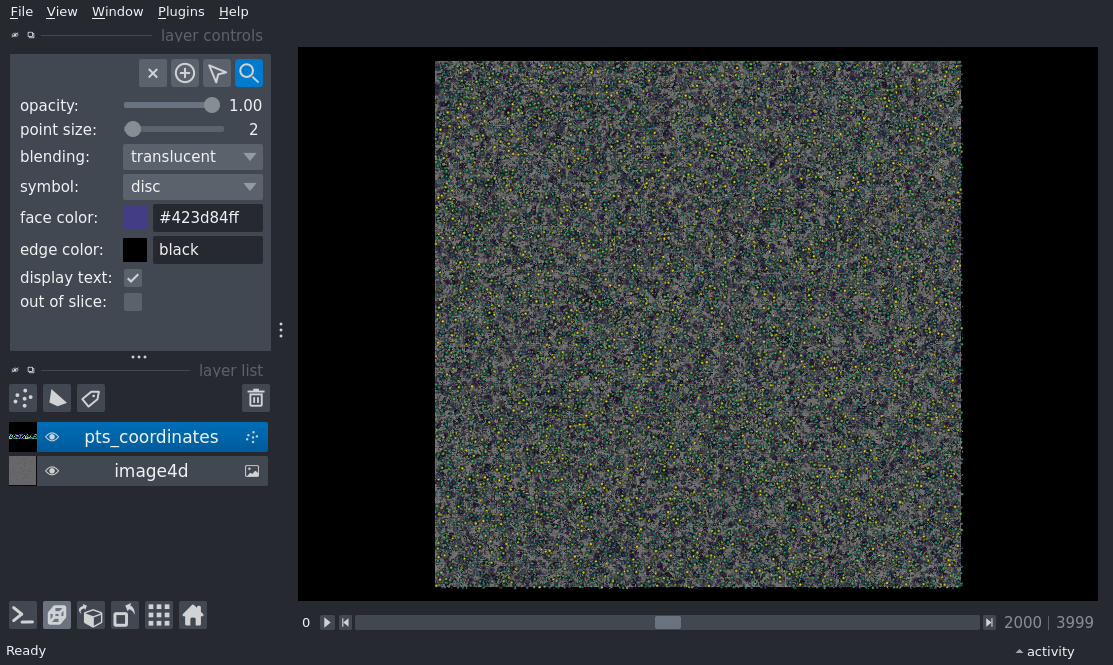 File View Window Plugins Help
layer controls
opacity: 1.00
point size: 2
blending: translucent
symbol: disc
face color: #423d84ff
edge color: black
display text:
out of slice:
layer list
pts_coordinates
image4d
0 2000 | 3999
Ready activity